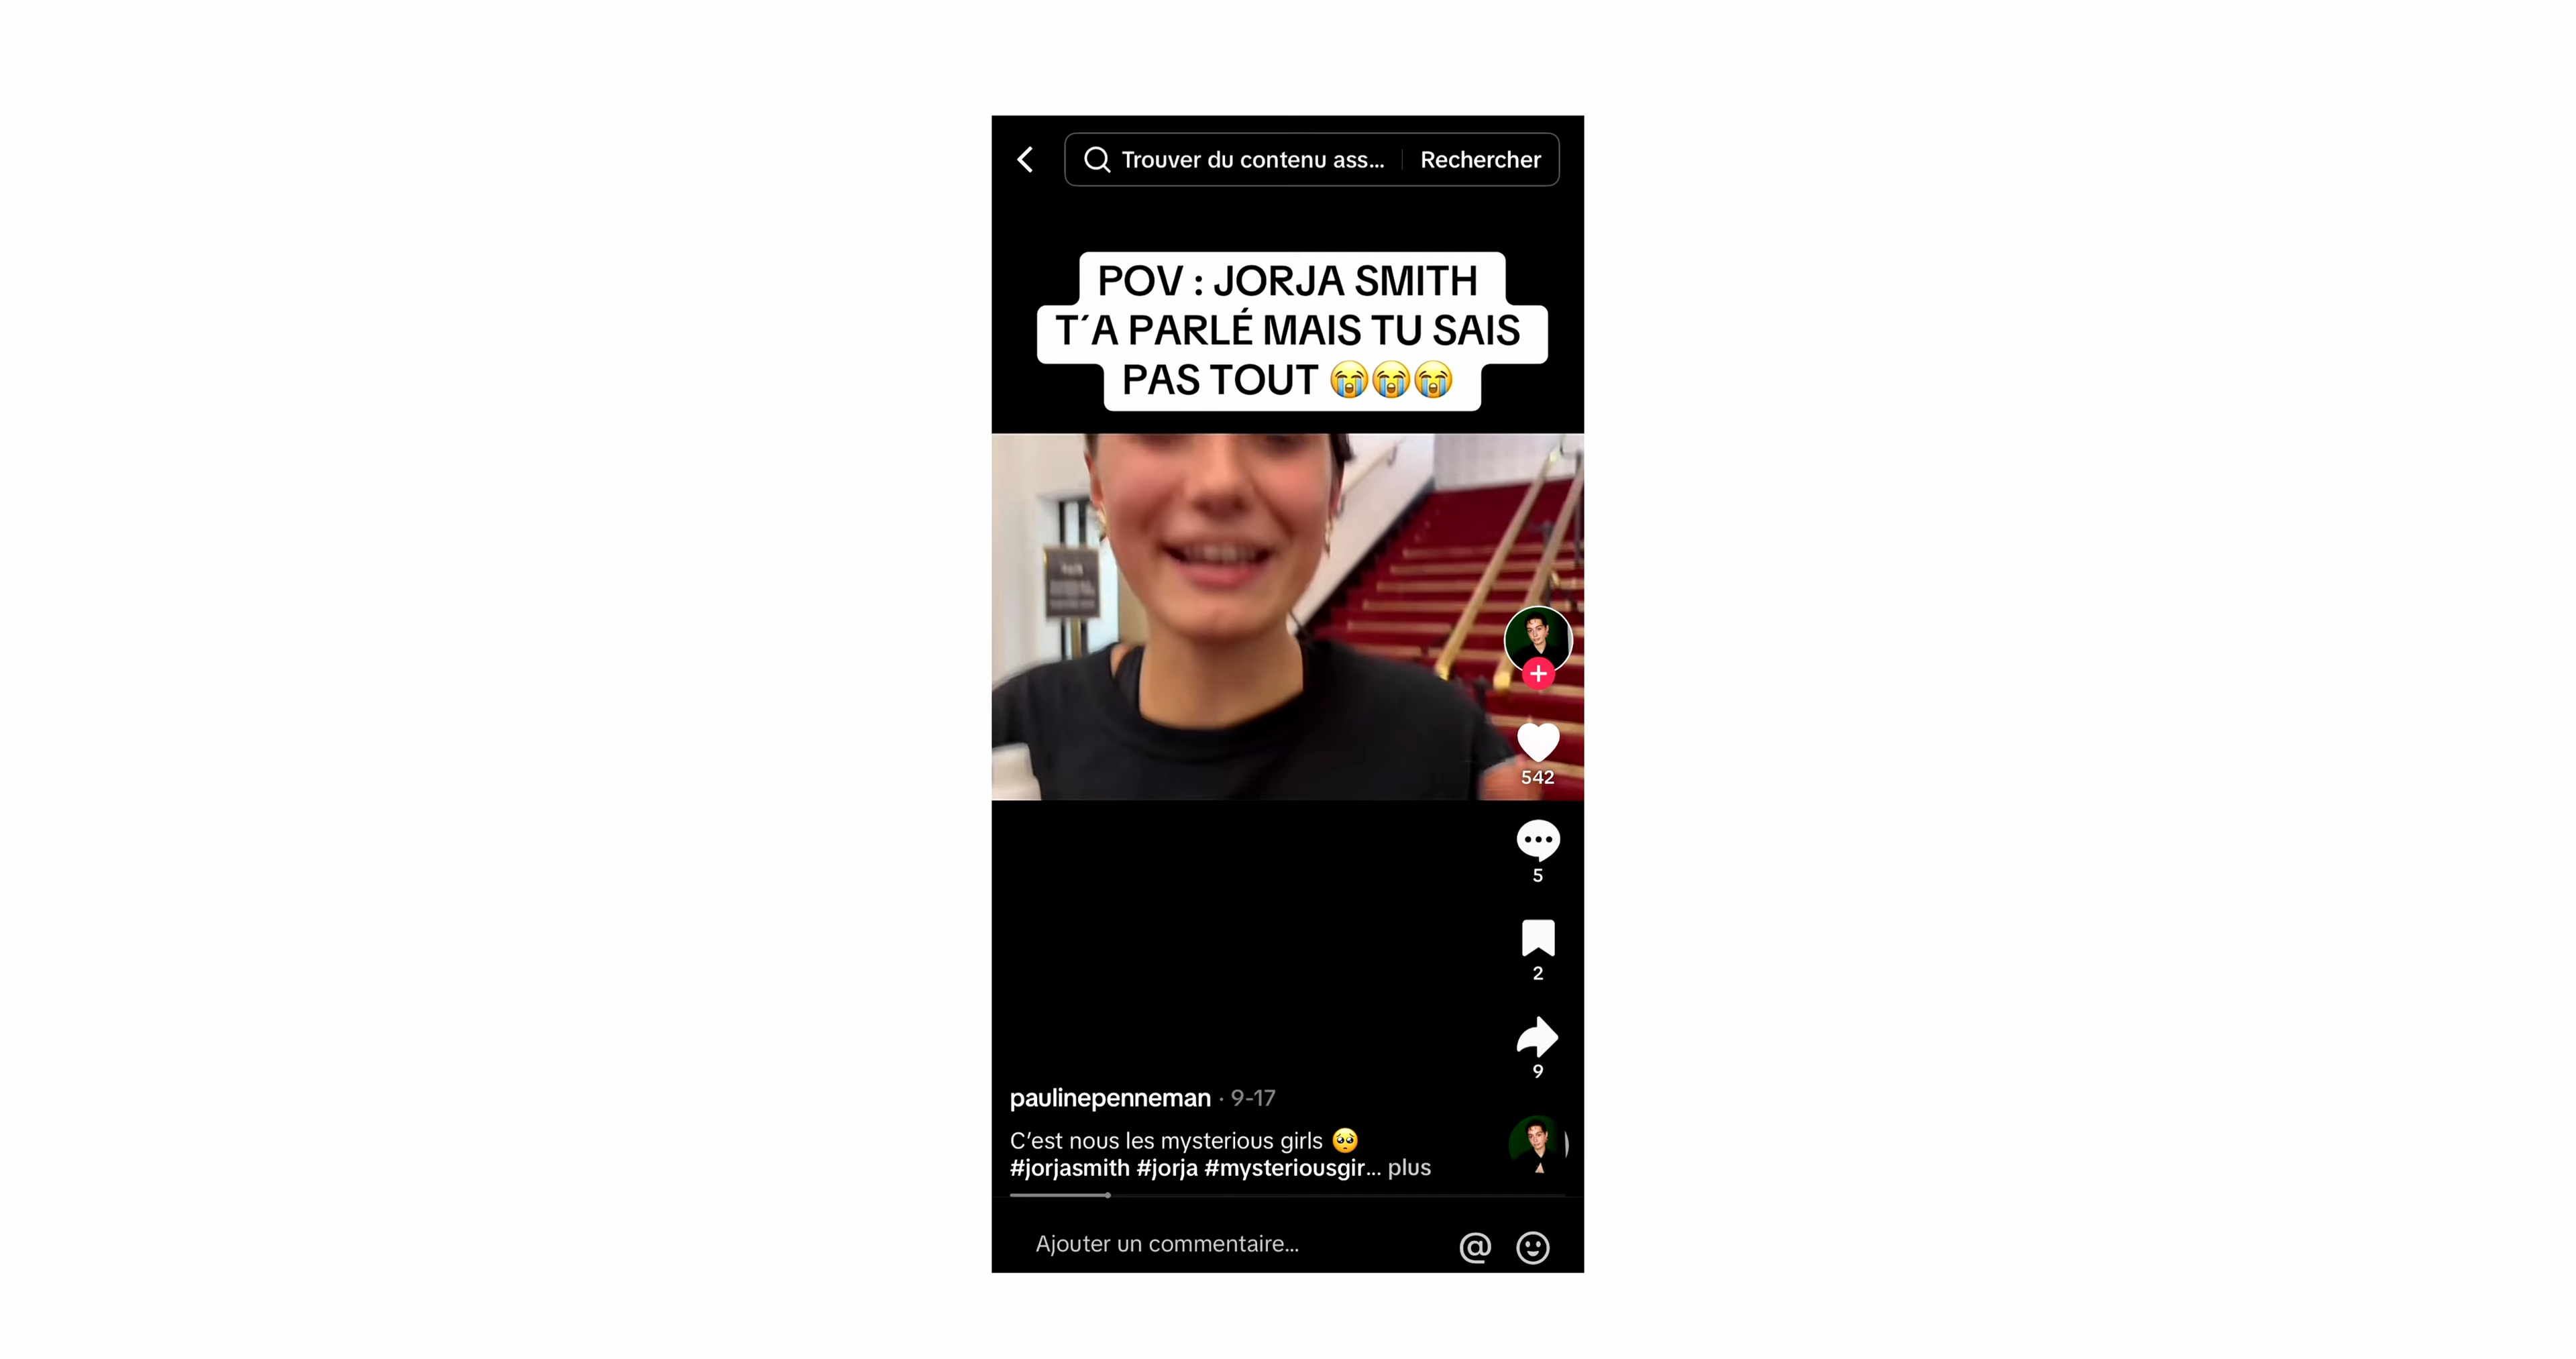 Trouver du contenu ass... Rechercher
POV : JORJA SMITH
T´A PARLÉ MAIS TU SAIS
PAS TOUT 😭😭😭
542
5
2
9
paulinepenneman · 9-17
C'est nous les mysterious girls 🥺
#jorjasmith #jorja #mysteriousgir... plus
Ajouter un commentaire...